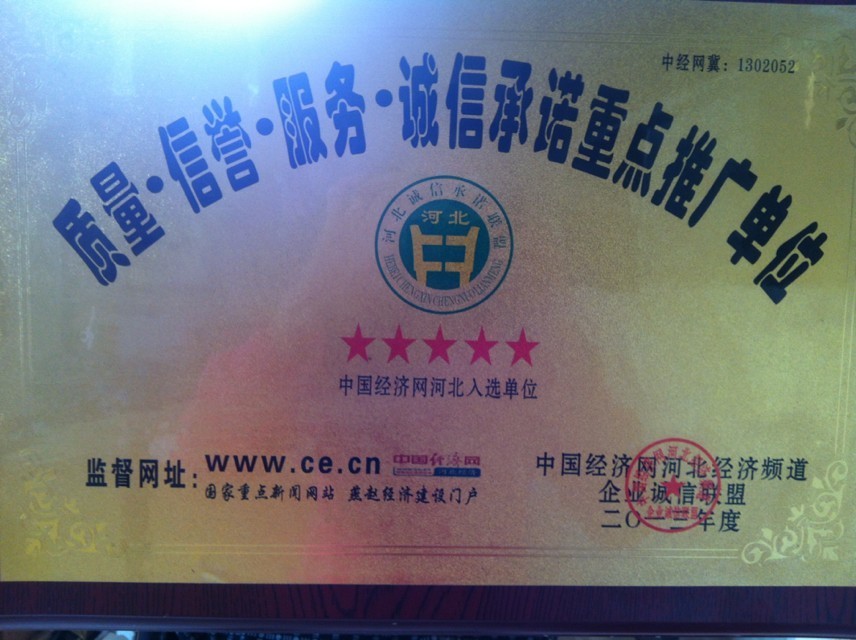 中经网冀：1302052
质量·信誉·服务·诚信承诺重点推广单位
河北诚信承诺联盟
河北
中国经济网河北入选单位
监督网址：www.ce.cn 中国经济网
国家重点新闻网站 燕赵经济建设门户
中国经济网河北经济频道
企业诚信联盟
二〇一三年度